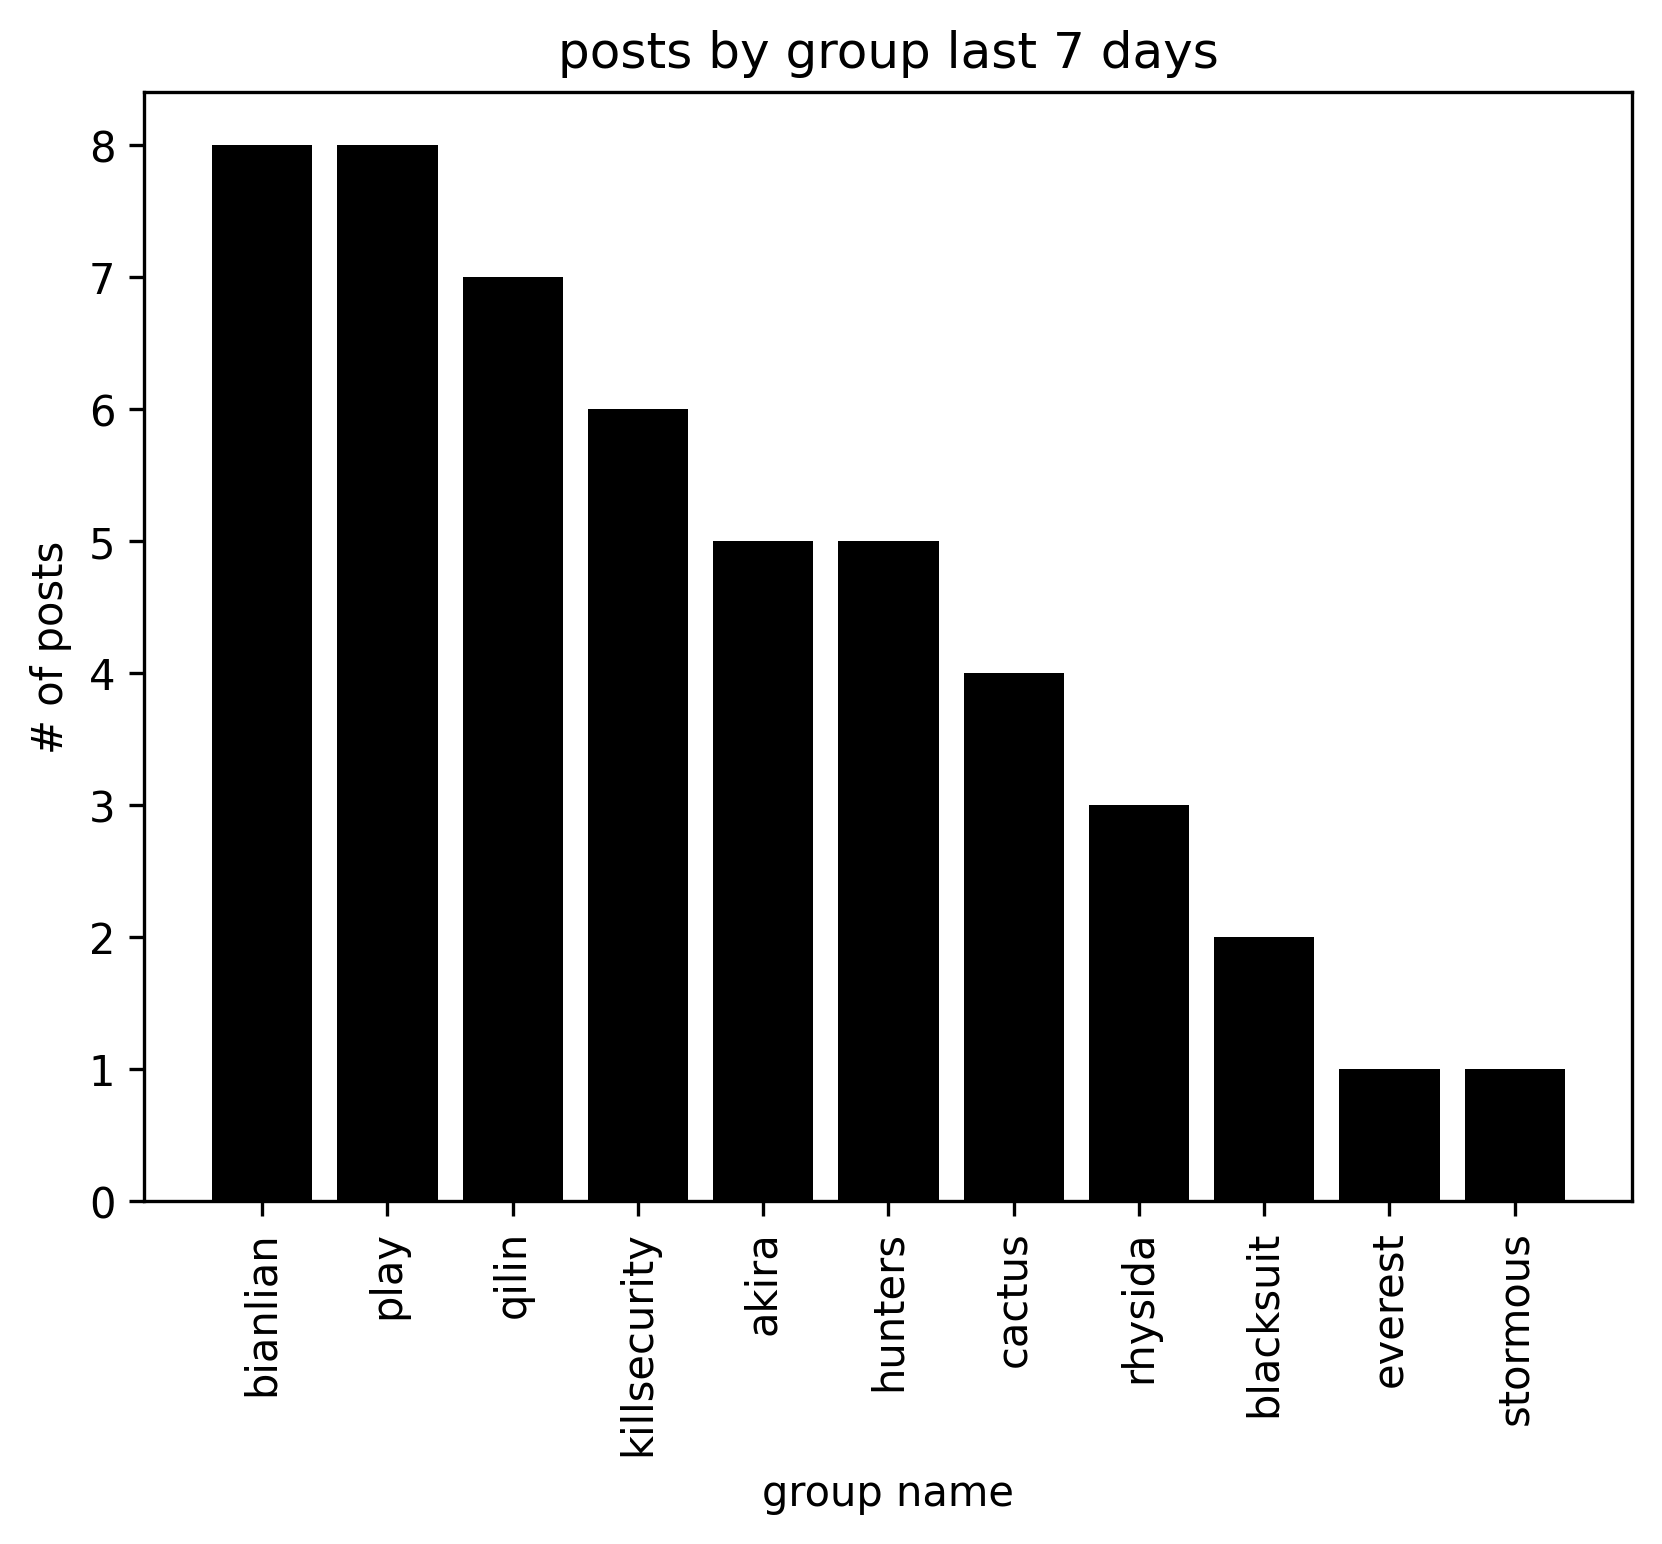 posts by group last 7 days
# of posts
8
7
6
5
4
3
2
1
0
bianlian
play
qilin
killsecurity
akira
hunters
cactus
rhysida
blacksuit
everest
stormous
group name